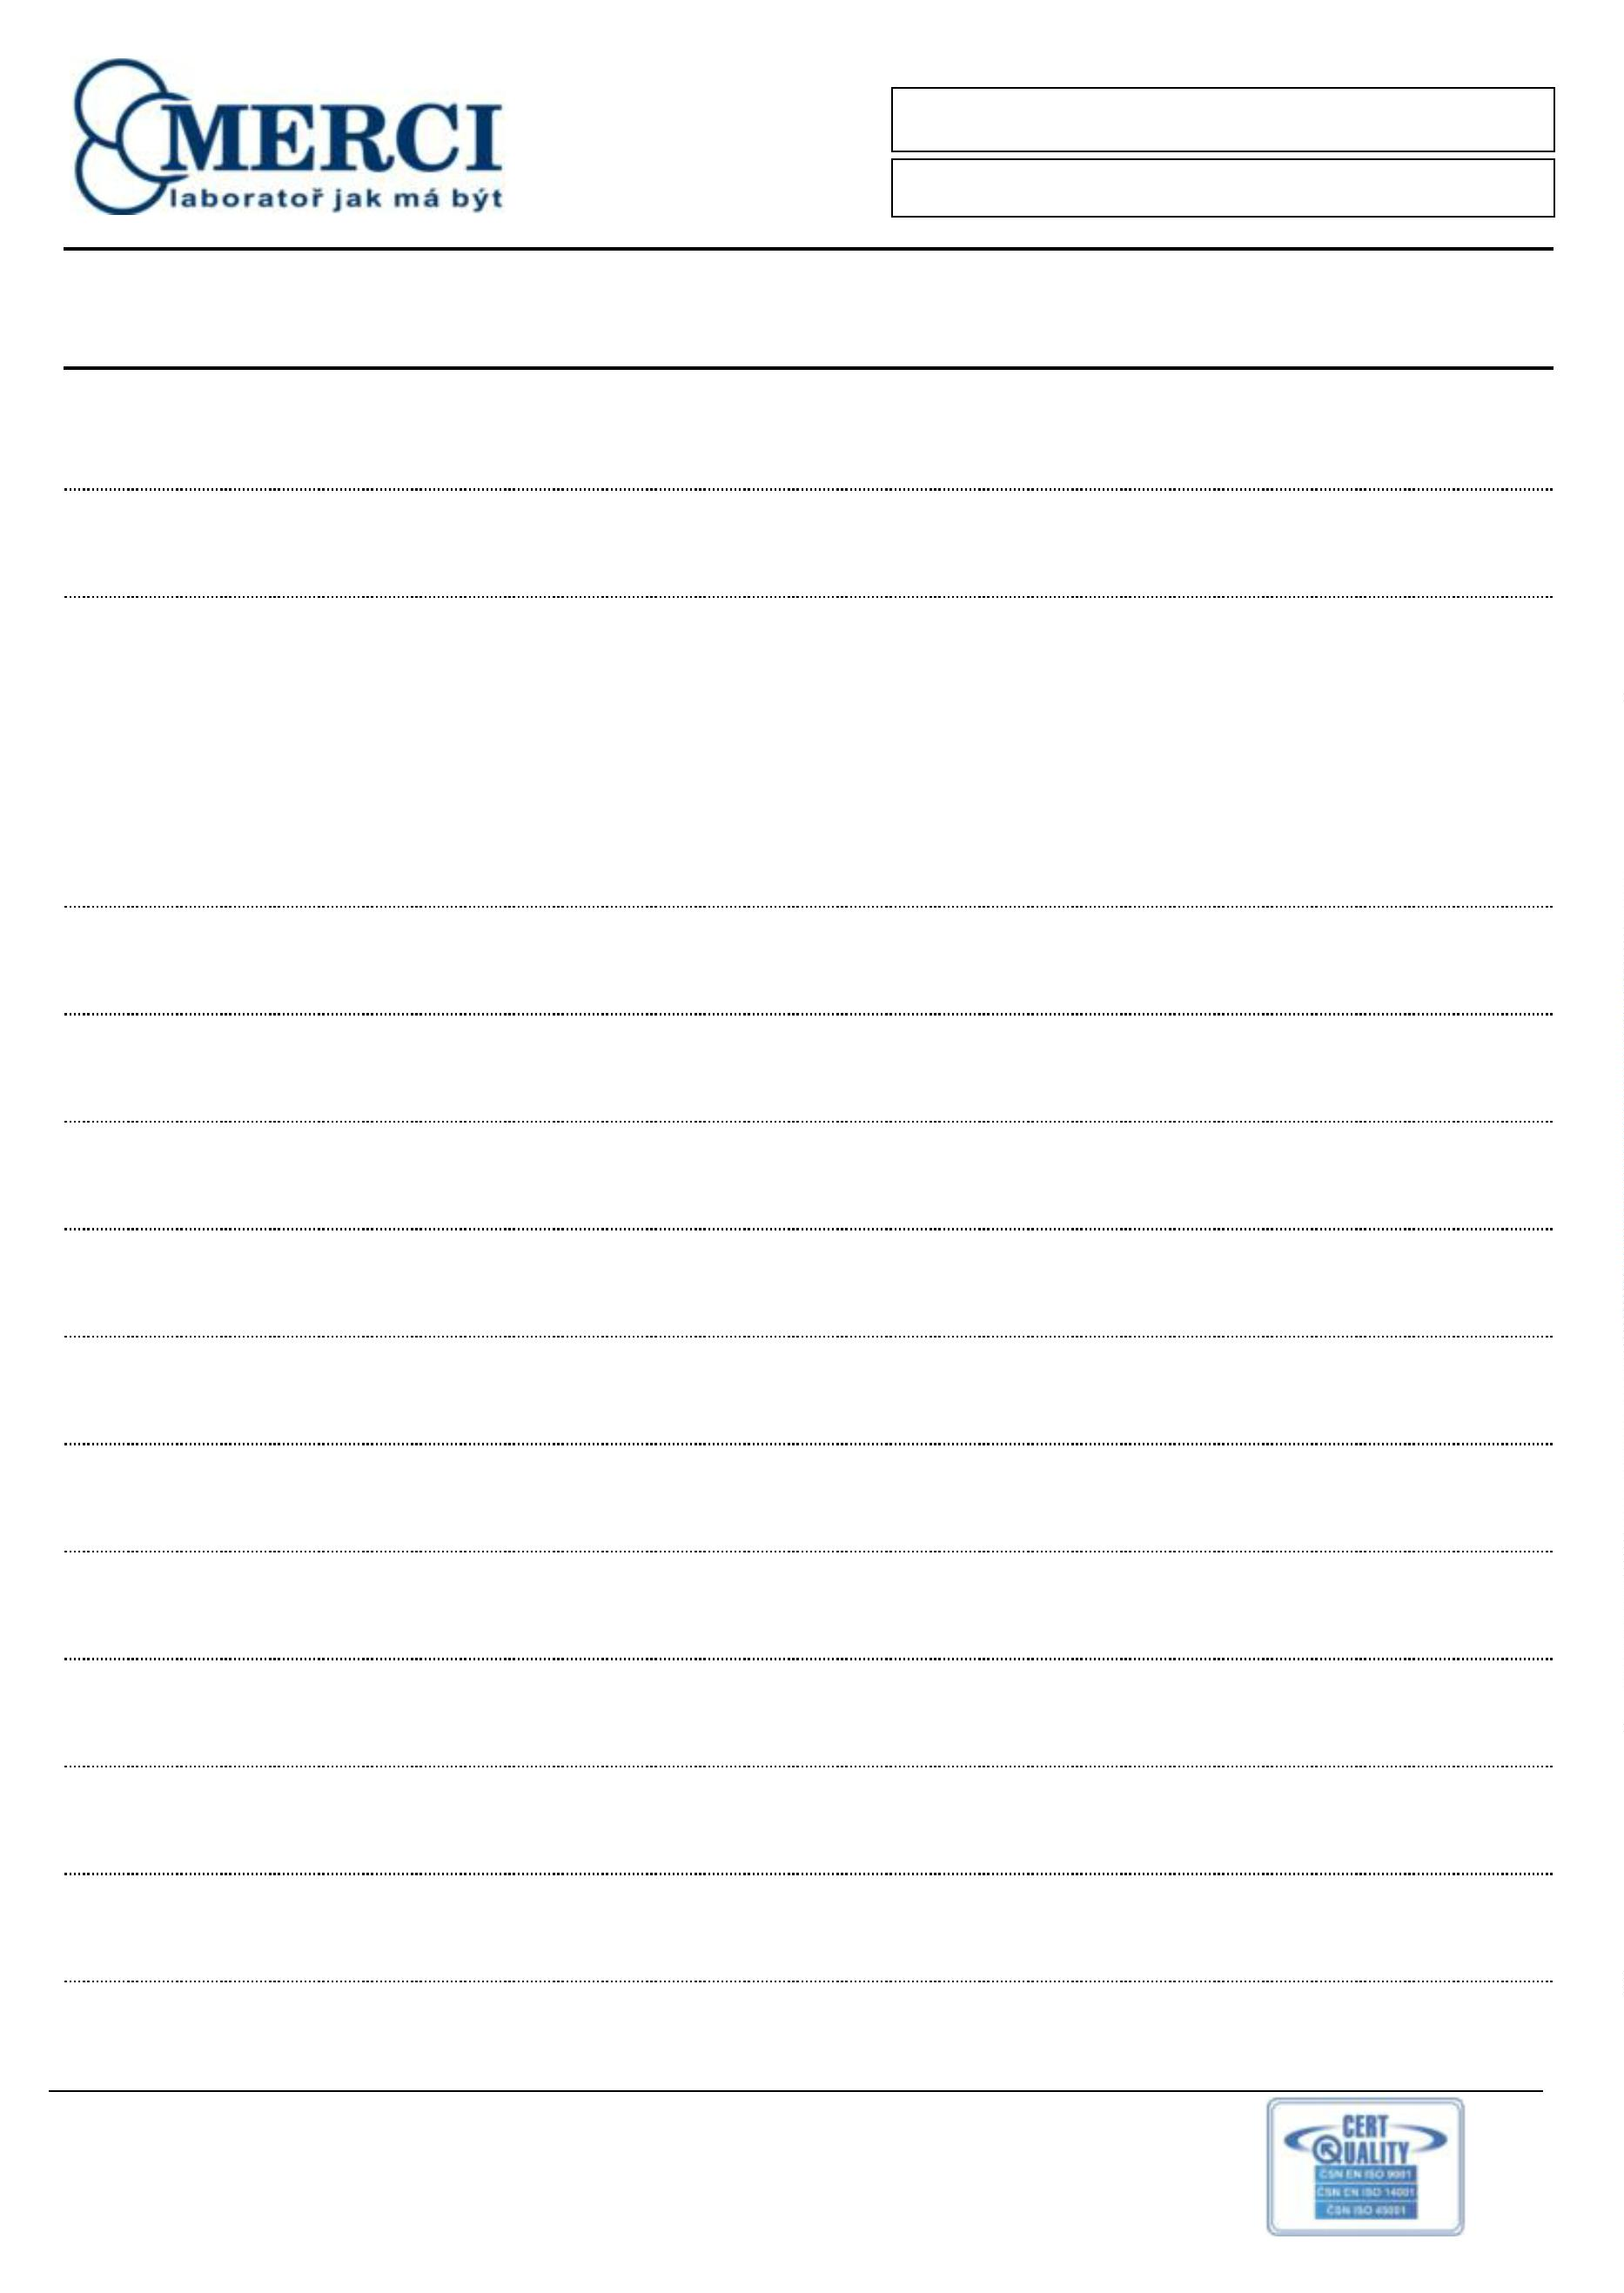 MERCI
laboratoř jak má být
CERT
QUALITY
ČSN EN ISO 9001
ČSN EN ISO 14001
ČSN ISO 45001